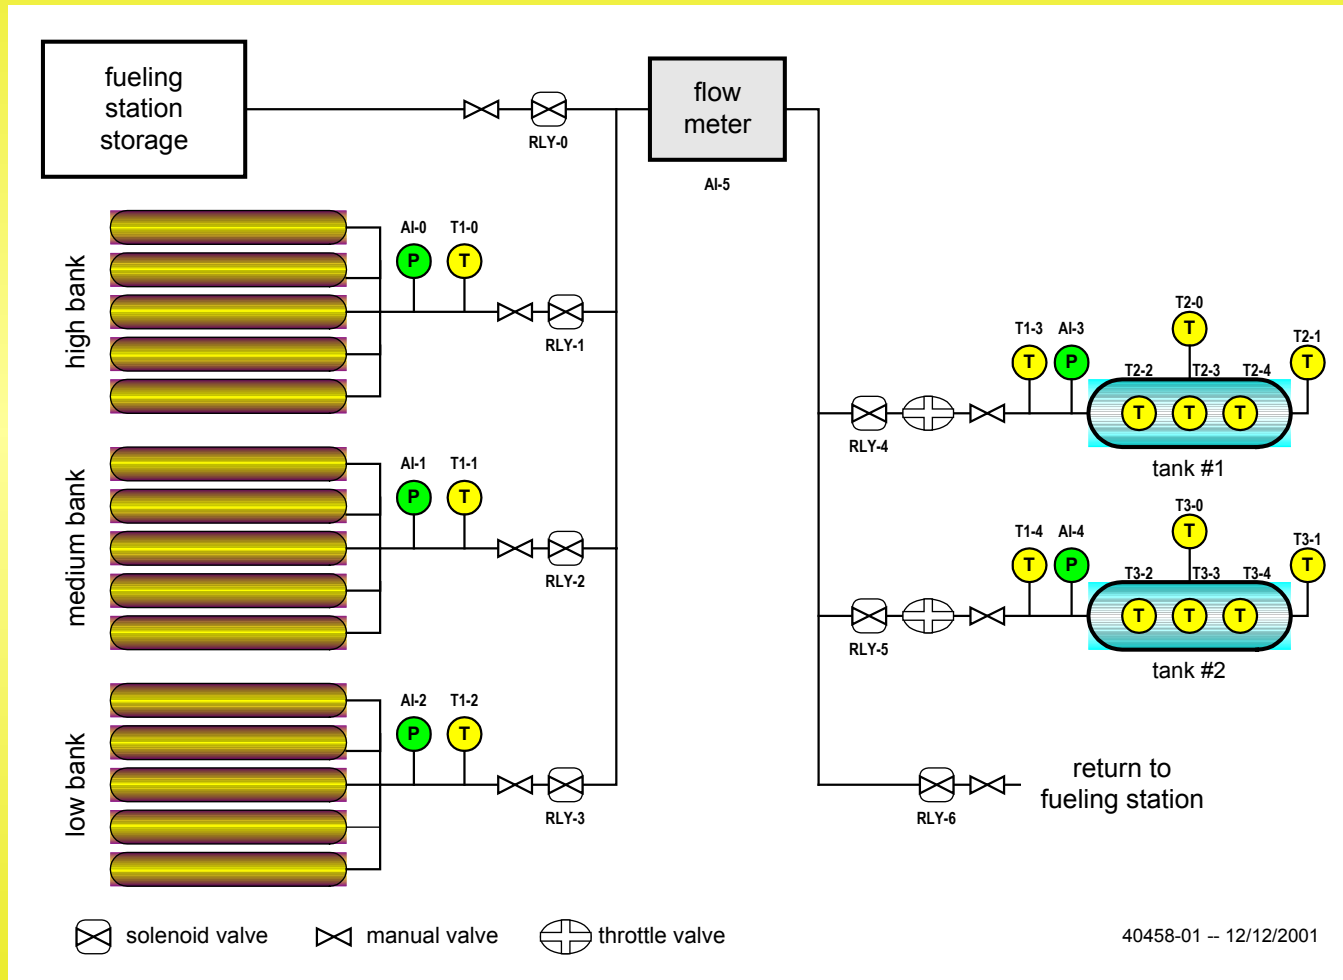 fueling
station
storage
RLY-0
flow
meter
AI-5
high bank
AI-0
T1-0
P
T
RLY-1
medium bank
AI-1
T1-1
P
T
RLY-2
low bank
AI-2
T1-2
P
T
RLY-3
RLY-4
T1-3
AI-3
T
P
T2-0
T
T2-1
T
T2-2
T2-3
T2-4
T
T
T
tank #1
RLY-5
T1-4
AI-4
T
P
T3-0
T
T3-1
T
T3-2
T3-3
T3-4
T
T
T
tank #2
RLY-6
return to
fueling station
solenoid valve
manual valve
throttle valve
40458-01 -- 12/12/2001